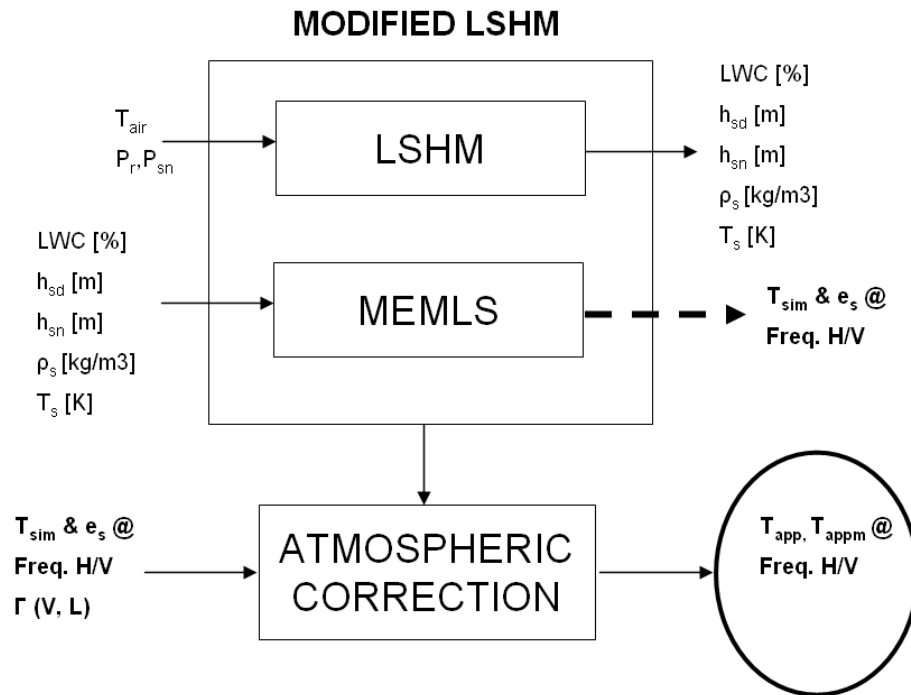 MODIFIED LSHM
T_air
P_r,P_sn
LSHM
LWC [%]
h_sd [m]
h_sn [m]
ρ_s [kg/m3]
T_s [K]
LWC [%]
h_sd [m]
h_sn [m]
ρ_s [kg/m3]
T_s [K]
MEMLS
T_sim & e_s @
Freq. H/V
T_sim & e_s @
Freq. H/V
Γ (V, L)
ATMOSPHERIC
CORRECTION
T_app, T_appm @
Freq. H/V